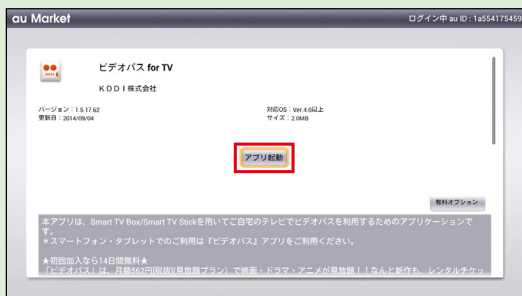 au Market
ログイン中 au ID : 1a554175459
ビデオパス for TV
KDDI株式会社
バージョン : 1.5.17.62
対応OS : Ver.4.0以上
更新日 : 2014/09/04
サイズ : 2.0MB
アプリ起動
有料オプション
本アプリは、Smart TV Box/Smart TV Stickを用いてご自宅のテレビでビデオパスを利用するためのアプリケーションで
す。
＊スマートフォン・タブレットでのご利用は『ビデオパス』アプリをご利用ください。
★初回加入なら14日間無料★
「ビデオパス」は、月額562円(税抜)(見放題プラン）で映画・ドラマ・アニメが見放題！！なんと新作も、レンタルチケッ